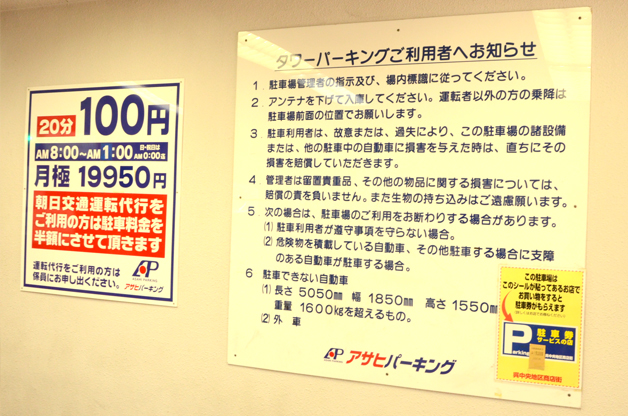 20分 100円
AM8:00〜AM1:00 日・祝日は AM0:00迄
月極 19950円
朝日交通運転代行を
ご利用の方は駐車料金を
半額にさせて頂きます
運転代行をご利用の方は
係員にお申し出ください。
AP
アサヒパーキング
タワーパーキングご利用者へお知らせ
1. 駐車場管理者の指示及び、場内標識に従ってください。
2. アンテナを下げて入庫してください。運転者以外の方の乗降は
駐車場前面の位置でお願いします。
3. 駐車利用者は、故意または、過失により、この駐車場の諸設備
または、他の駐車中の自動車に損害を与えた時は、直ちにその
損害を賠償していただきます。
4. 管理者は留置貴重品、その他の物品に関する損害については、
賠償の責を負いません。また生物の持ち込みはご遠慮願います。
5. 次の場合は、駐車場のご利用をお断わりする場合があります。
(1) 駐車利用者が遵守事項を守らない場合。
(2) 危険物を積載している自動車、その他駐車する場合に支障
のある自動車が駐車する場合。
6 駐車できない自動車
(1) 長さ 5050㎜ 幅 1850㎜ 高さ 1550㎜
重量 1600㎏を超えるもの。
(2) 外 車
AP アサヒパーキング
この駐車場は
このシールが貼ってあるお店で
お買い物をすると
駐車券がもらえます
Parking
駐車券
サービスの店